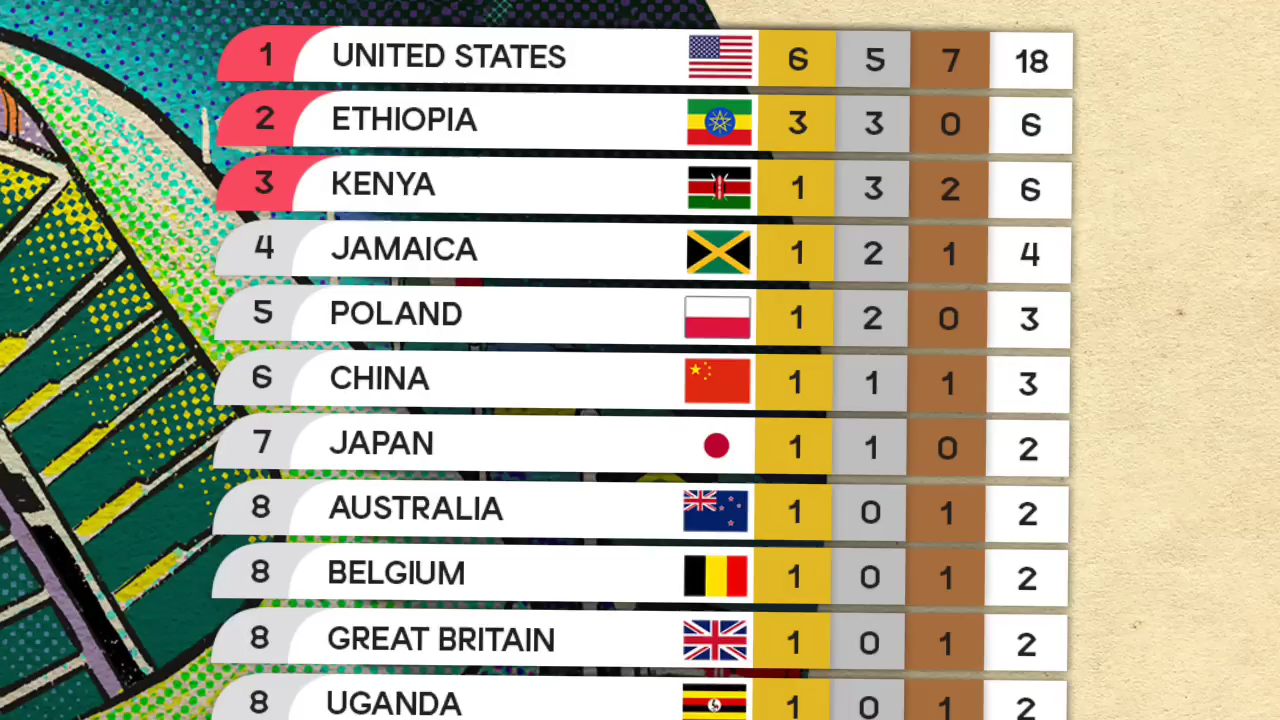 1 UNITED STATES 6 5 7 18
2 ETHIOPIA 3 3 0 6
3 KENYA 1 3 2 6
4 JAMAICA 1 2 1 4
5 POLAND 1 2 0 3
6 CHINA 1 1 1 3
7 JAPAN 1 1 0 2
8 AUSTRALIA 1 0 1 2
8 BELGIUM 1 0 1 2
8 GREAT BRITAIN 1 0 1 2
8 UGANDA 1 0 1 2